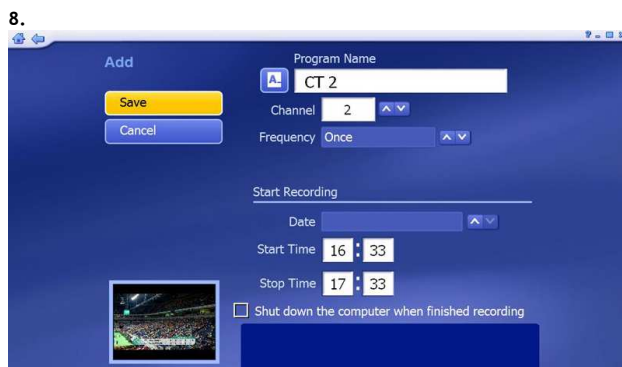 8.
Add
Program Name
A
CT 2
Save
Channel 2
Cancel
Frequency Once
Start Recording
Date
Start Time 16 : 33
Stop Time 17 : 33
Shut down the computer when finished recording